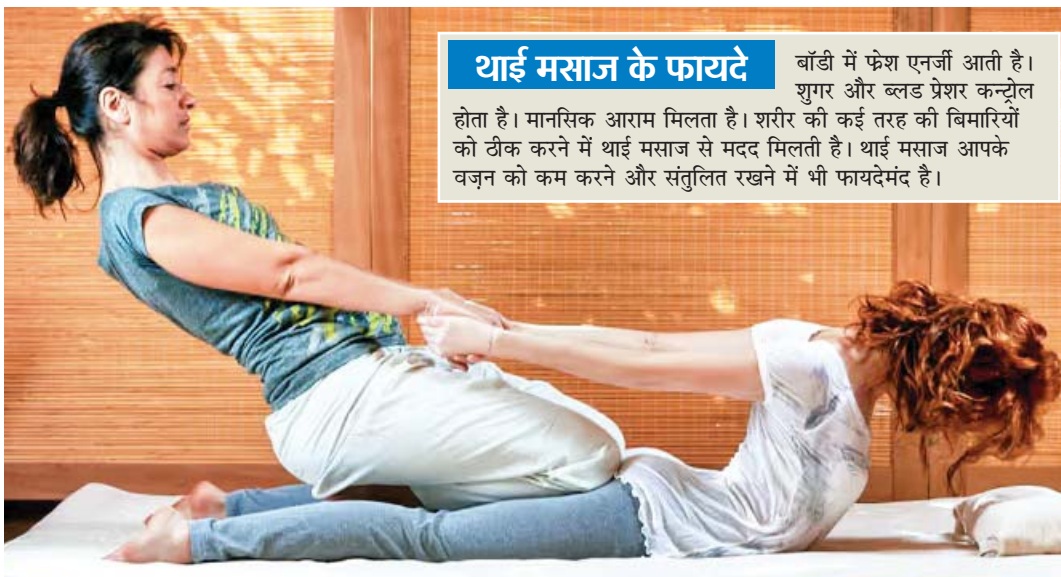 थाई मसाज के फायदे
बॉडी में फ्रेश एनर्जी आती है।
शुगर और ब्लड प्रेशर कन्ट्रोल
होता है। मानसिक आराम मिलता है। शरीर की कई तरह की बिमारियों
को ठीक करने में थाई मसाज से मदद मिलती है। थाई मसाज आपके
वज़न को कम करने और संतुलित रखने में भी फायदेमंद है।